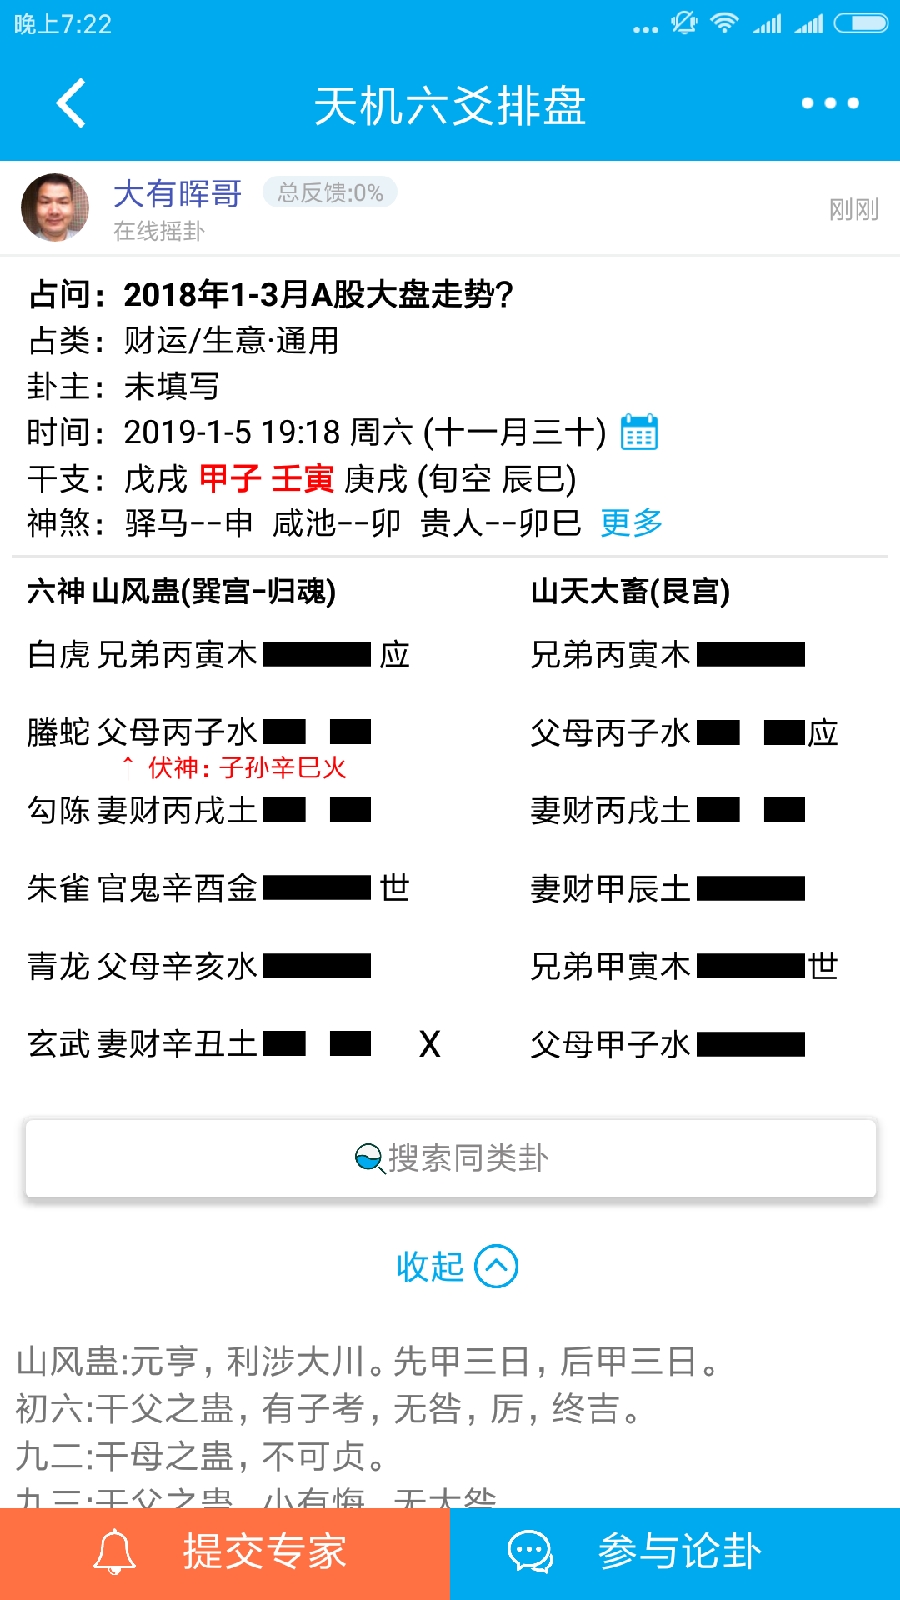 晚上7:22
天机六爻排盘
大有晖哥 总反馈:0%
在线摇卦
刚刚
占问：2018年1-3月A股大盘走势?
占类：财运/生意·通用
卦主：未填写
时间：2019-1-5 19:18 周六 (十一月三十)
干支：戊戌 甲子 壬寅 庚戌 (旬空 辰巳)
神煞：驿马--申 咸池--卯 贵人--卯巳 更多
六神 山风蛊(巽宫-归魂) 山天大畜(艮宫)
白虎 兄弟丙寅木 应 兄弟丙寅木
螣蛇 父母丙子水 父母丙子水 应
↑ 伏神：子孙辛巳火
勾陈 妻财丙戌土 妻财丙戌土
朱雀 官鬼辛酉金 世 妻财甲辰土
青龙 父母辛亥水 兄弟甲寅木 世
玄武 妻财辛丑土 X 父母甲子水
搜索同类卦
收起
山风蛊:元亨，利涉大川。先甲三日，后甲三日。
初六:干父之蛊，有子考，无咎，厉，终吉。
九二:干母之蛊，不可贞。
九三:干父之蛊，小有悔，无大咎
提交专家 参与论卦